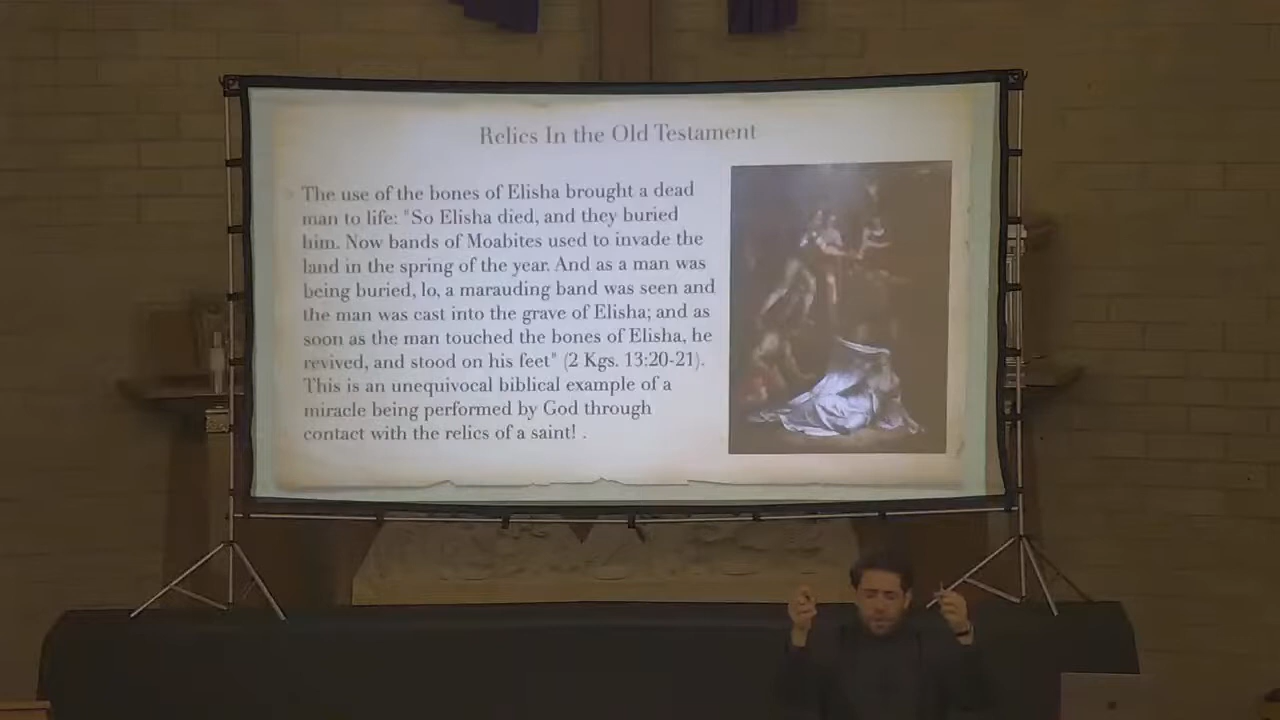 Relics In the Old Testament
The use of the bones of Elisha brought a dead
man to life: "So Elisha died, and they buried
him. Now bands of Moabites used to invade the
land in the spring of the year. And as a man was
being buried, lo, a marauding band was seen and
the man was cast into the grave of Elisha; and as
soon as the man touched the bones of Elisha, he
revived, and stood on his feet" (2 Kgs. 13:20-21).
This is an unequivocal biblical example of a
miracle being performed by God through
contact with the relics of a saint! .